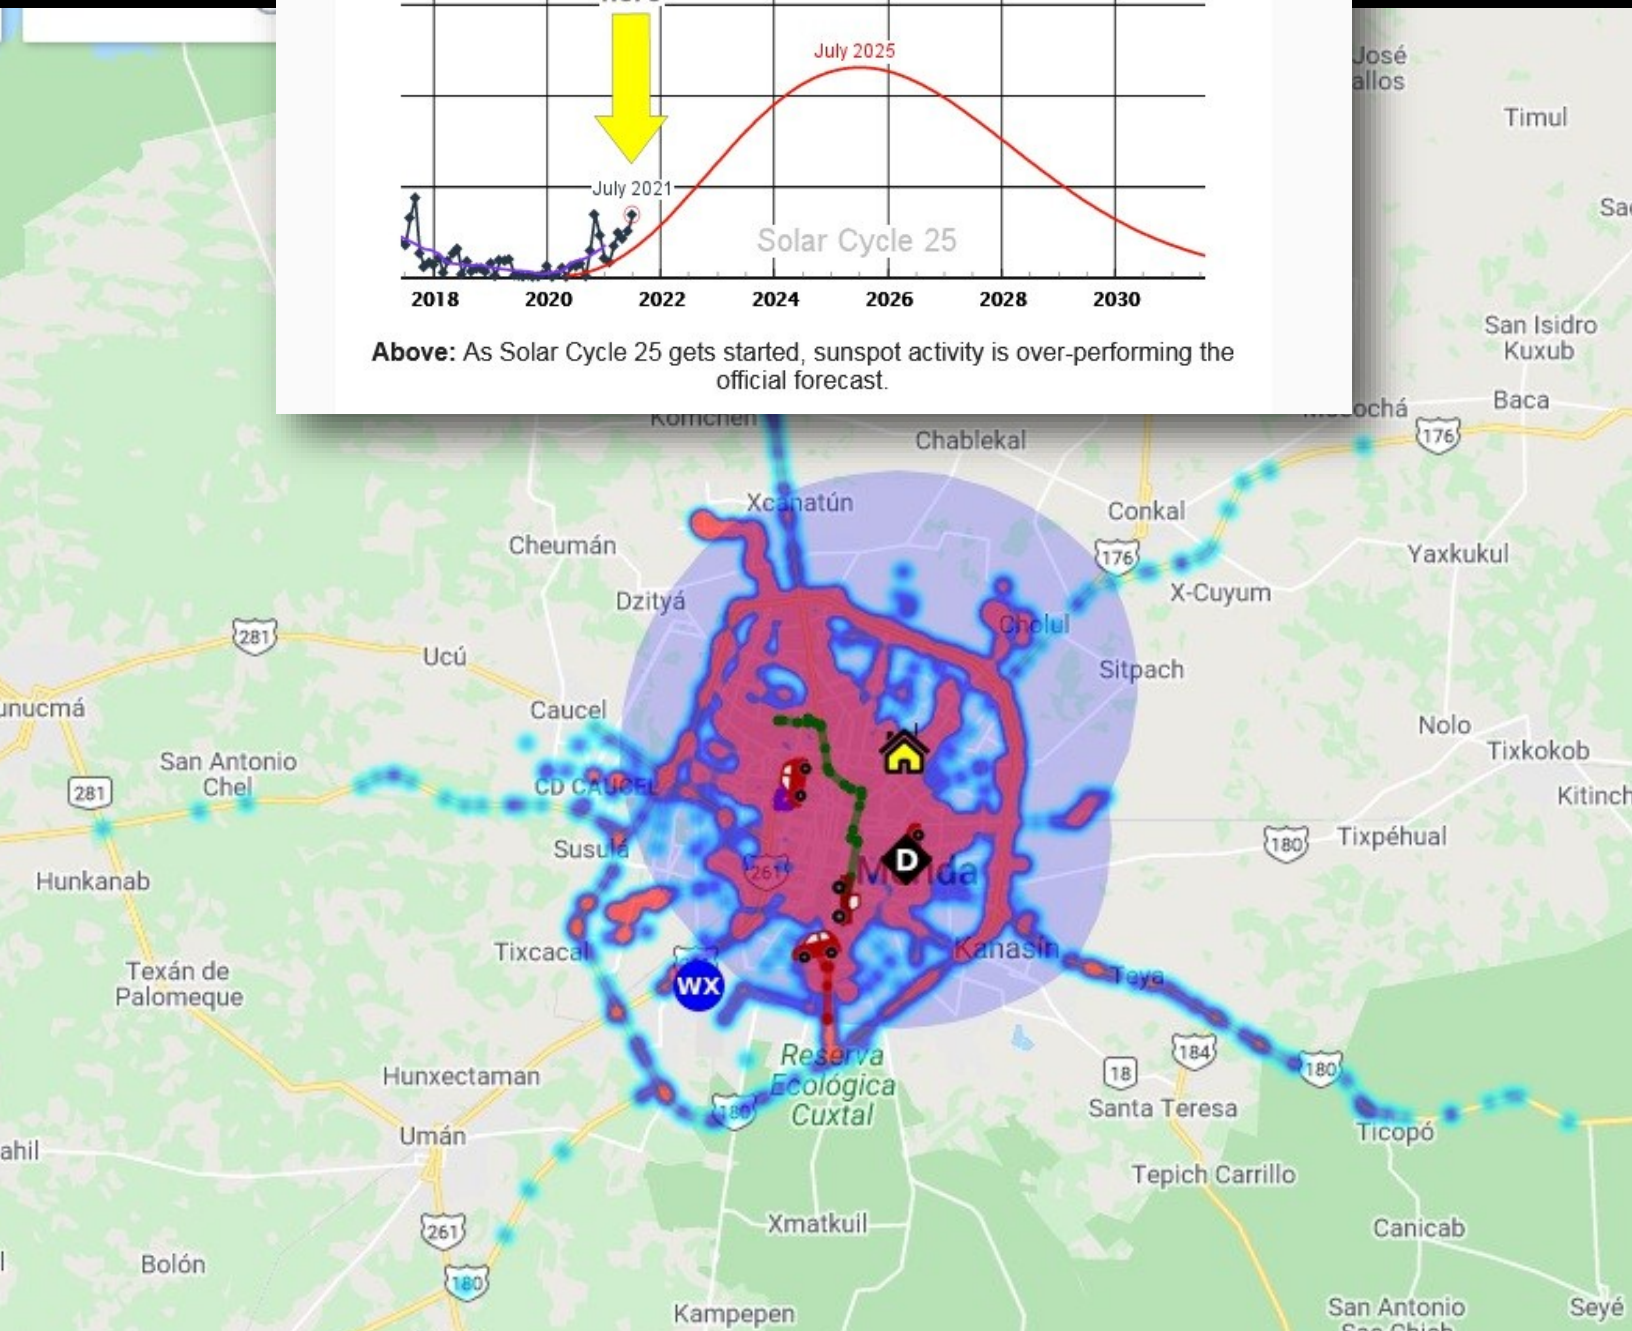 July 2025
July 2021
Solar Cycle 25
2018 2020 2022 2024 2026 2028 2030
Above: As Solar Cycle 25 gets started, sunspot activity is over-performing the
official forecast.
José
allos
Timul
San Isidro
Kuxub
Baca
Komchén
176
Chablekal
Xcanatún
Conkal
Cheumán
176
Yaxkukul
X-Cuyum
Dzityá
Cholul
281
Ucú
Sitpach
unucmá
Caucel
Nolo
Tixkokob
San Antonio
Chel
CD CAUCEL
281
Kitinch
Tixpéhual
180
Susulá
D
261
Mérida
Hunkanab
Tixcacal
Kanasín
Texán de
Palomeque
WX
Teya
184
Reserva
Ecológica
Cuxtal
180
18
Hunxectaman
Santa Teresa
180
Umán
Ticopó
ahil
Tepich Carrillo
Xmatkuil
Canicab
261
Bolón
180
Kampepen
San Antonio
Seyé